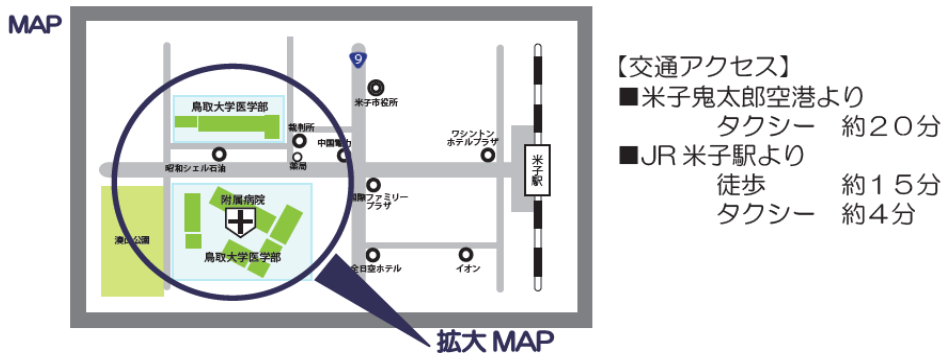 MAP
9
鳥取大学医学部
米子市役所
裁判所
中国電力
ワシントン
ホテルプラザ
昭和シェル石油
薬局
米子駅
附属病院
国際ファミリー
プラザ
湊山公園
鳥取大学医学部
全日空ホテル
イオン
拡大 MAP
【交通アクセス】
■米子鬼太郎空港より
タクシー 約20分
■JR 米子駅より
徒歩 約15分
タクシー 約4分